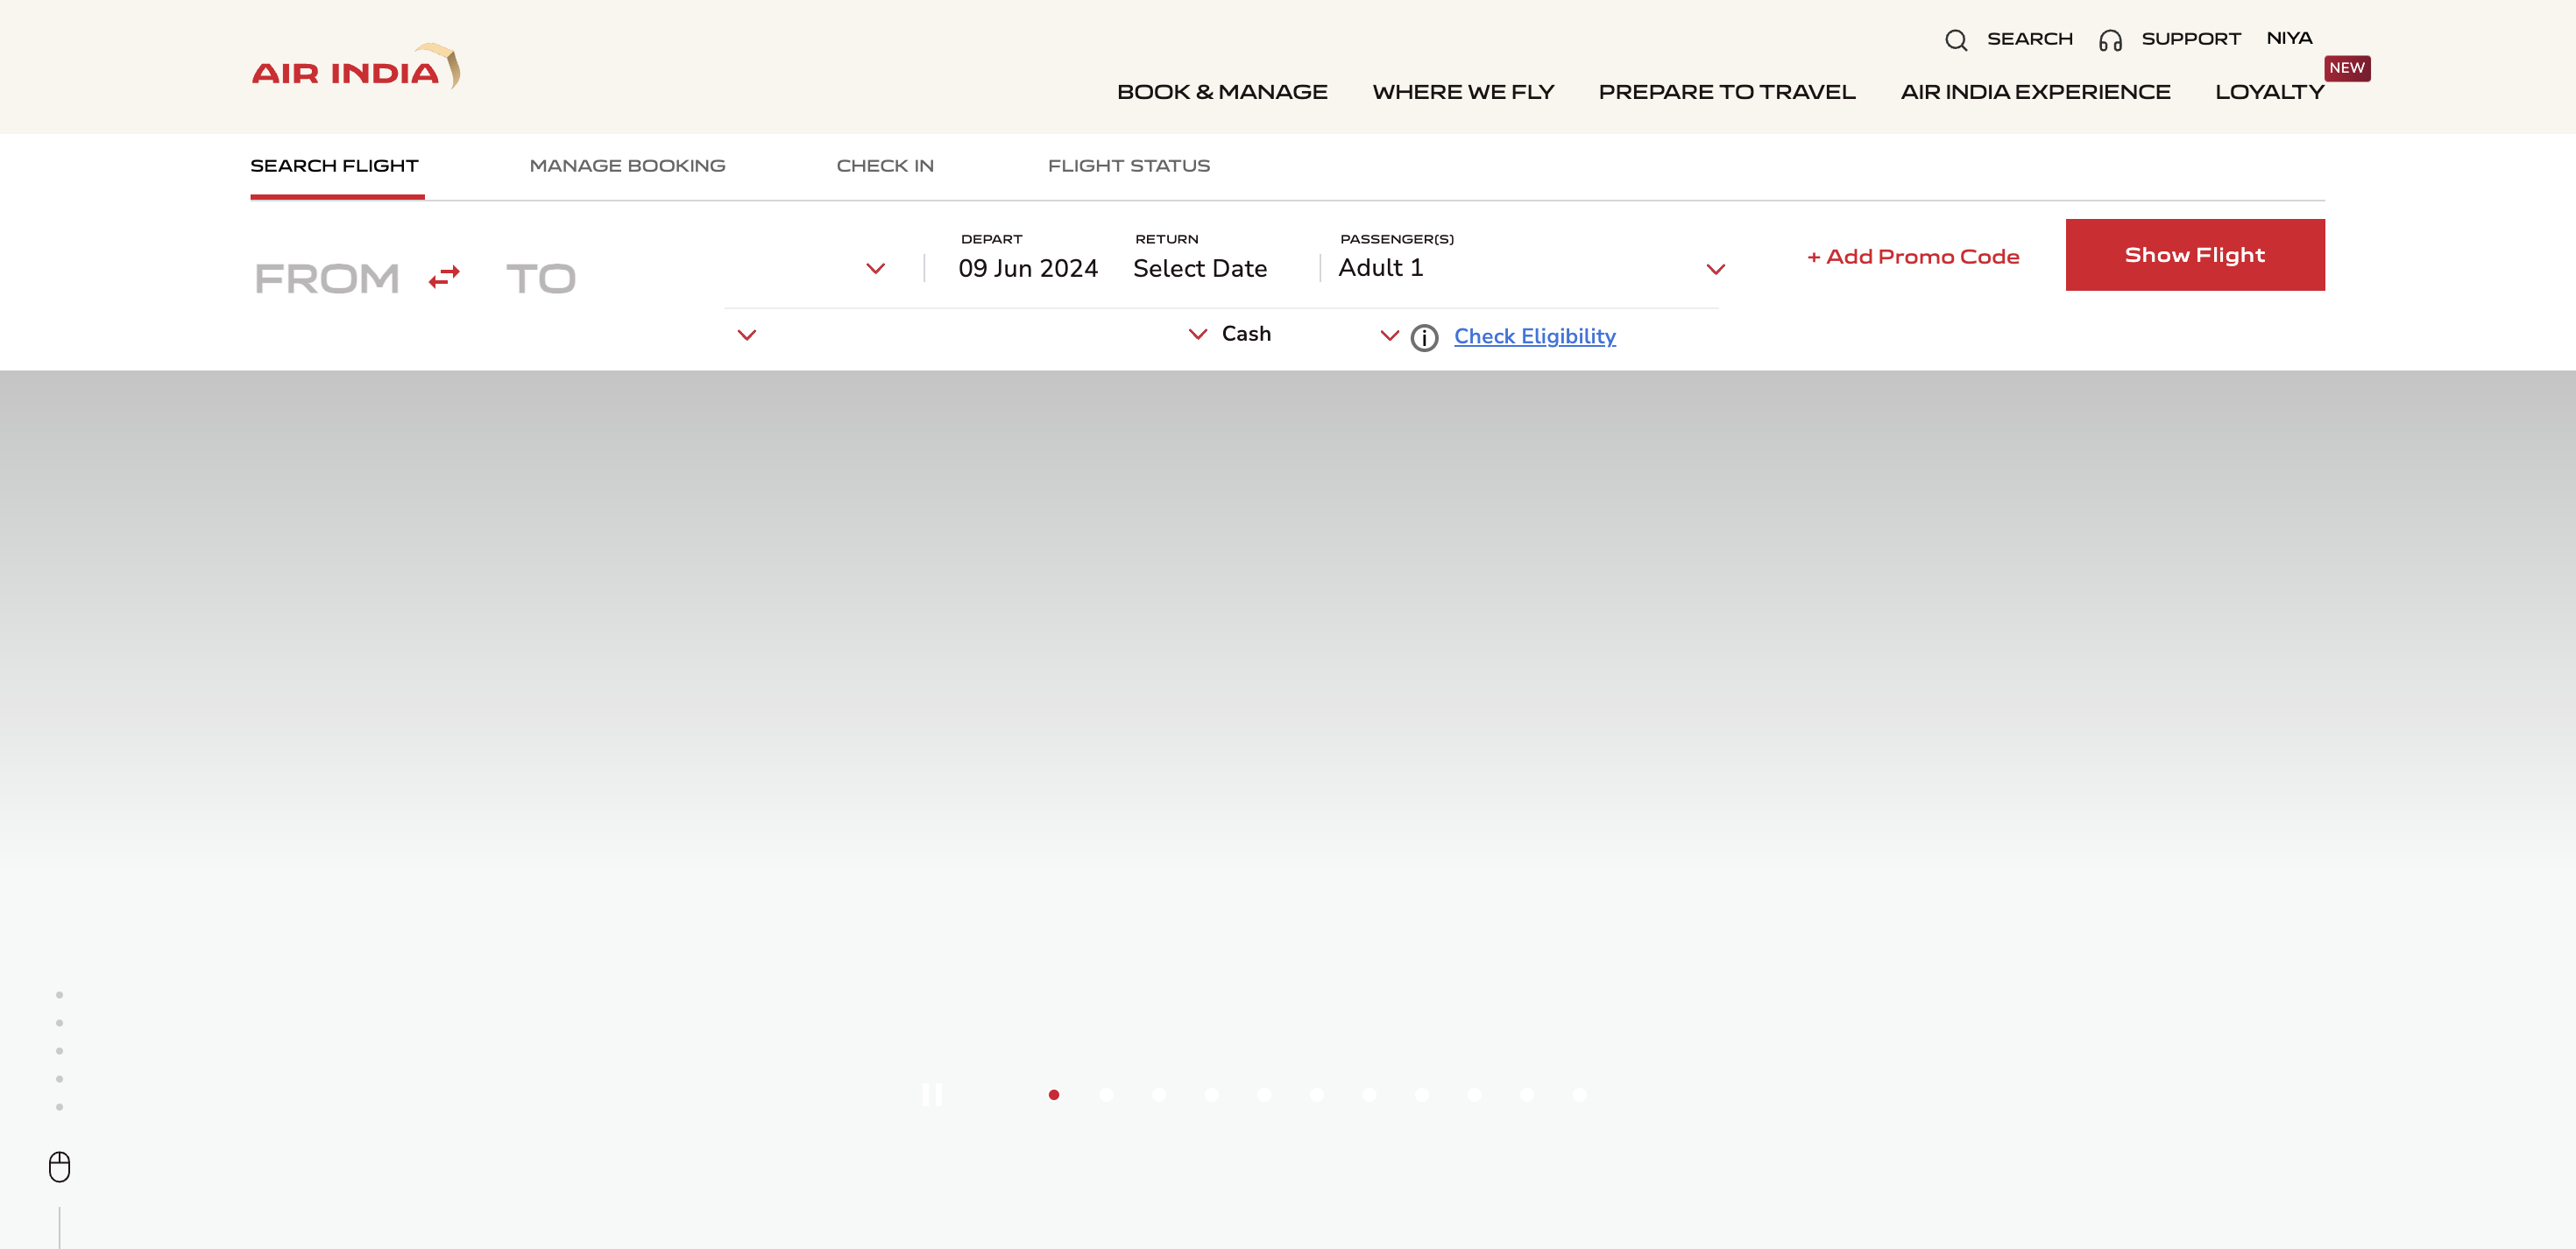 AIR INDIA
SEARCH SUPPORT NIYA
BOOK & MANAGE WHERE WE FLY PREPARE TO TRAVEL AIR INDIA EXPERIENCE LOYALTY NEW
SEARCH FLIGHT MANAGE BOOKING CHECK IN FLIGHT STATUS
DEPART RETURN PASSENGER(S)
FROM TO 09 Jun 2024 Select Date Adult 1 + Add Promo Code Show Flight
Cash Check Eligibility